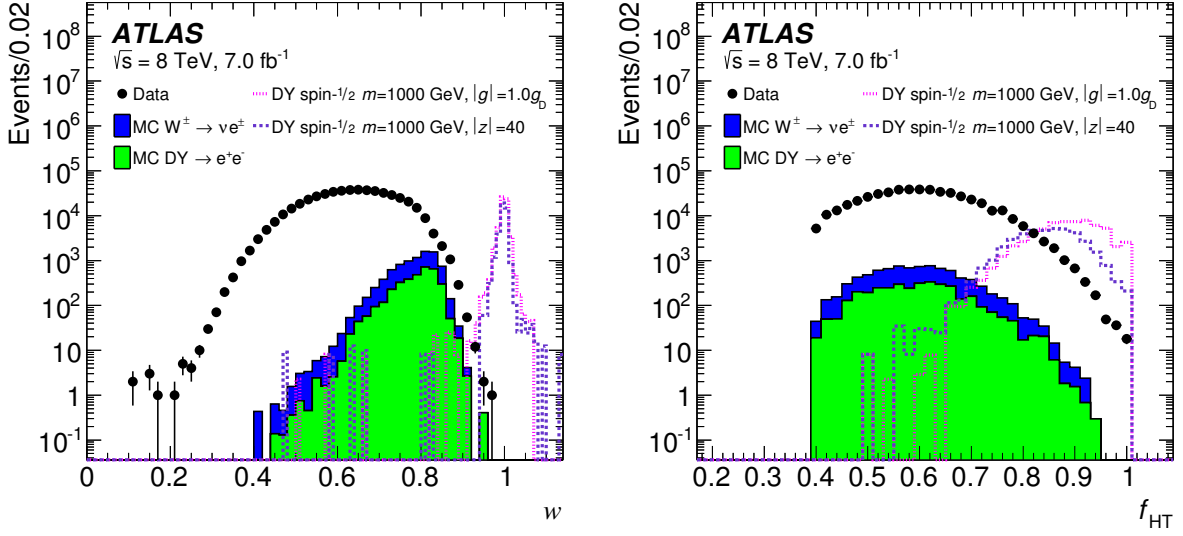 ATLAS
√s = 8 TeV, 7.0 fb⁻¹
Data
MC W± → νe±
MC DY → e⁺e⁻
DY spin-1/2 m=1000 GeV, |g|=1.0g_D
DY spin-1/2 m=1000 GeV, |z|=40
Events/0.02
10⁸
10⁷
10⁶
10⁵
10⁴
10³
10²
10
1
10⁻¹
0 0.2 0.4 0.6 0.8 1
w
ATLAS
√s = 8 TeV, 7.0 fb⁻¹
Data
MC W± → νe±
MC DY → e⁺e⁻
DY spin-1/2 m=1000 GeV, |g|=1.0g_D
DY spin-1/2 m=1000 GeV, |z|=40
Events/0.02
10⁸
10⁷
10⁶
10⁵
10⁴
10³
10²
10
1
10⁻¹
0.2 0.3 0.4 0.5 0.6 0.7 0.8 0.9 1
f_HT